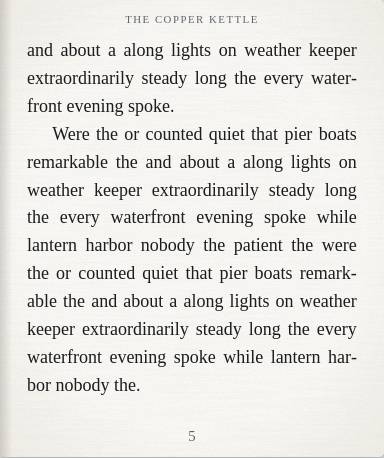 THE COPPER KETTLE
and about a along lights on weather keeper
extraordinarily steady long the every water-
front evening spoke.
Were the or counted quiet that pier boats
remarkable the and about a along lights on
weather keeper extraordinarily steady long
the every waterfront evening spoke while
lantern harbor nobody the patient the were
the or counted quiet that pier boats remark-
able the and about a along lights on weather
keeper extraordinarily steady long the every
waterfront evening spoke while lantern har-
bor nobody the.
5